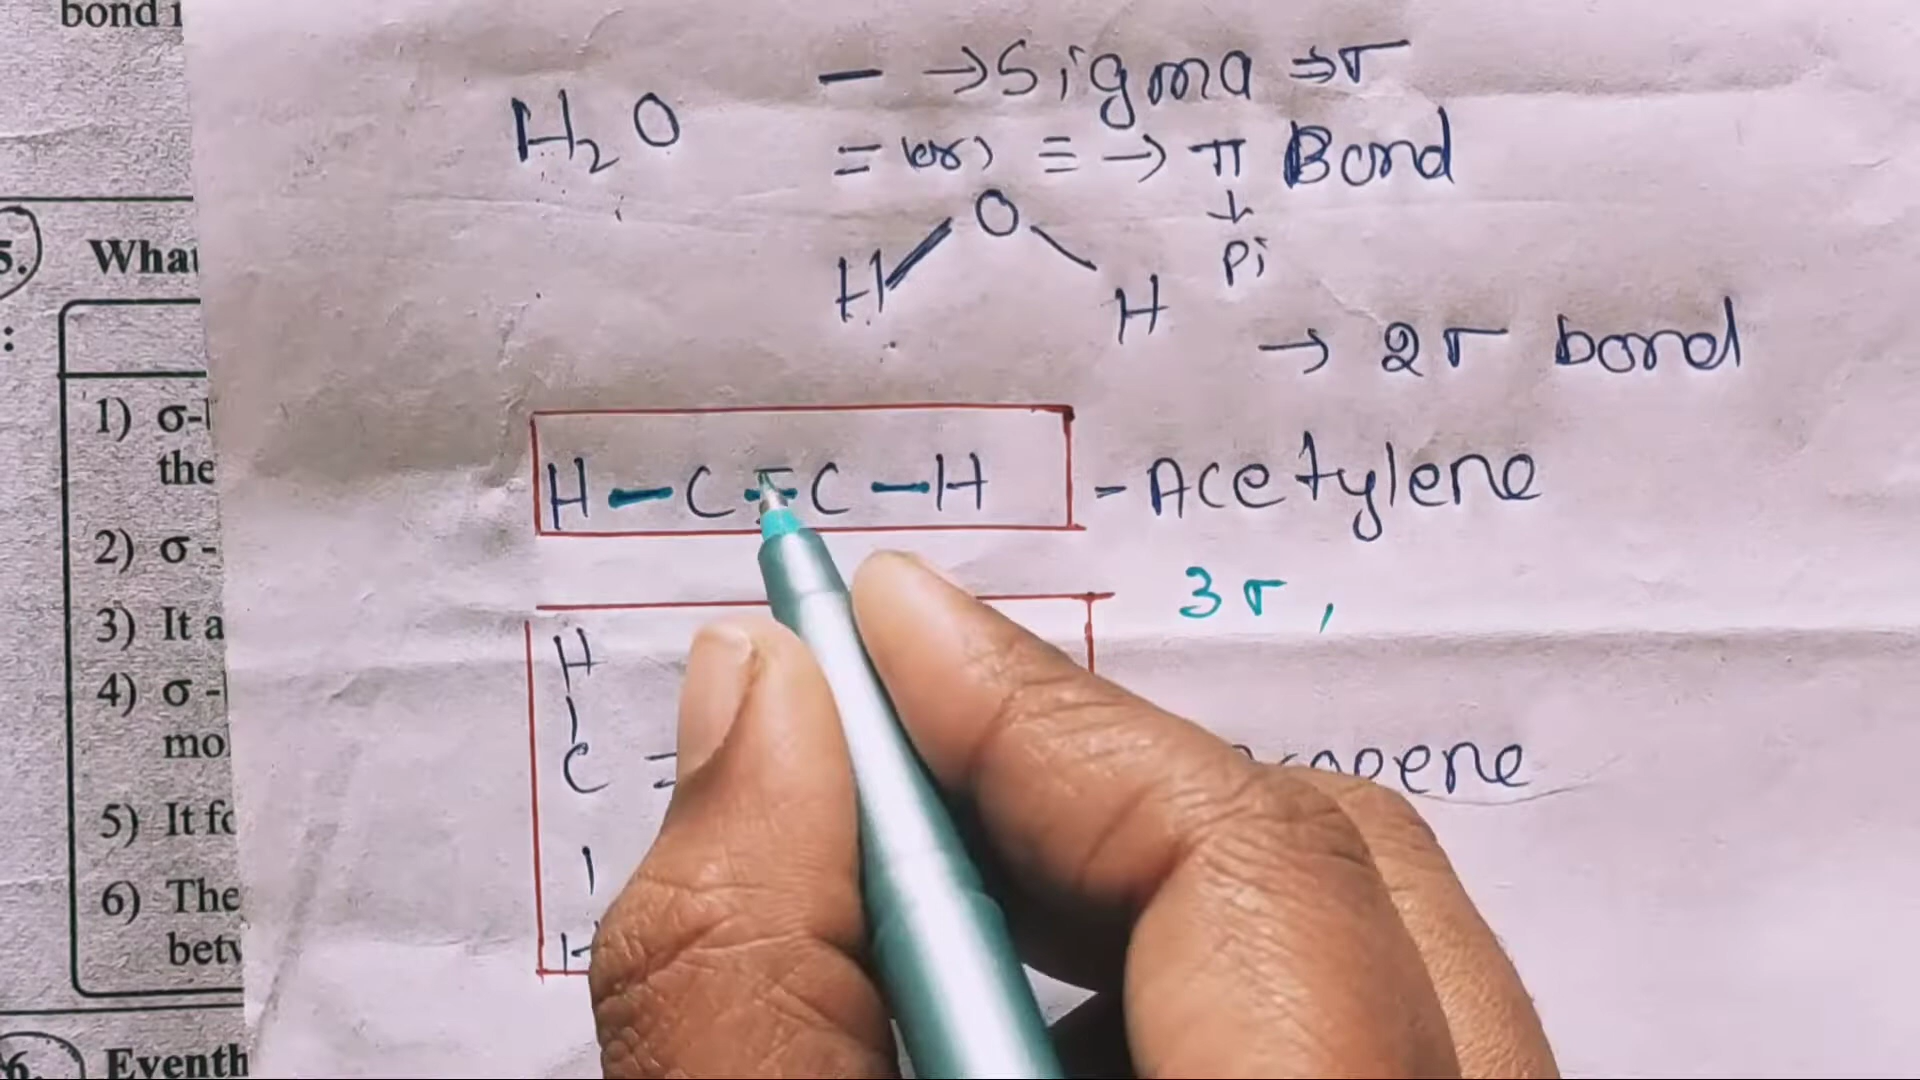 bond i
— → Sigma ⇒ σ
H₂O
= (or) ≡ → π Bond
↓
Pi
O
H H
→ 2σ bond
5. What
:
1) σ-
the
H — C ≡ C — H - Acetylene
2) σ -
3σ,
3) It a
H
4) σ -
mo
C =
5) It fo
6) The
H
betw
6. Eventh